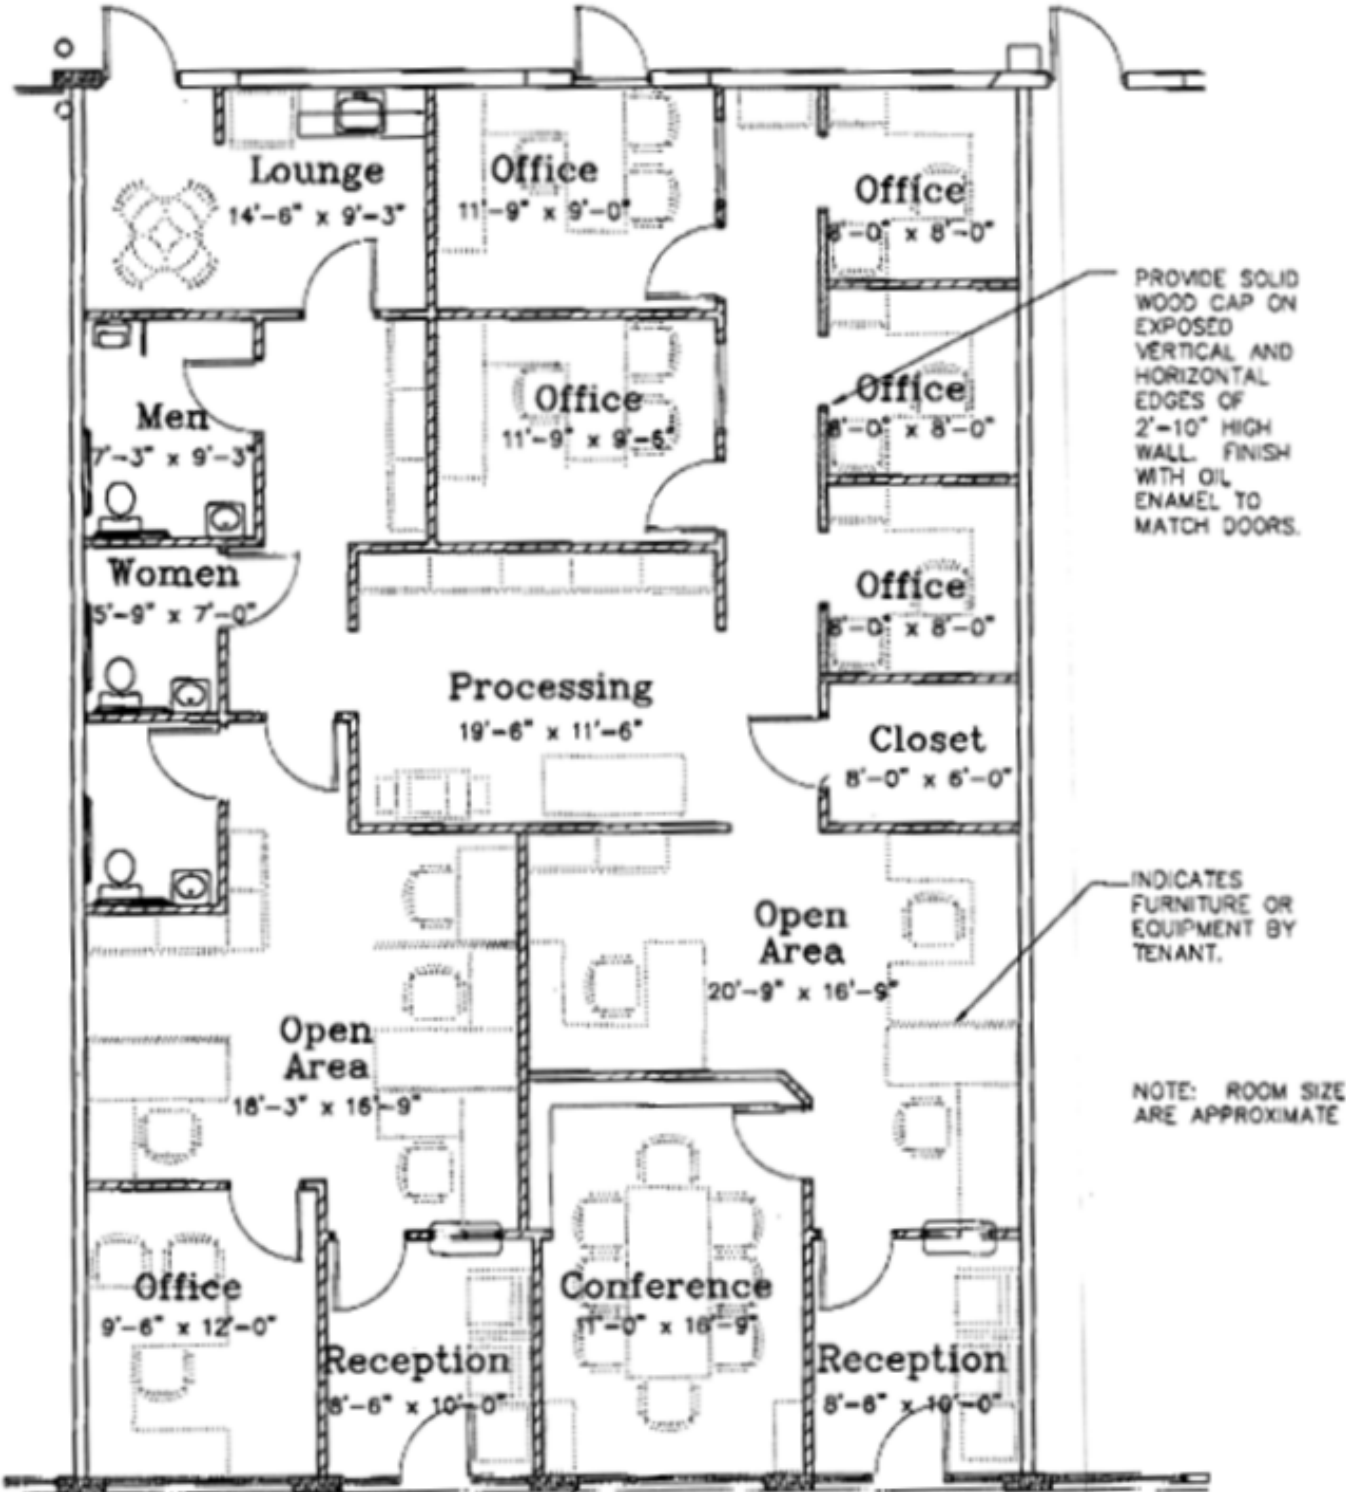 Lounge
14'-6" x 9'-3"
Office
11'-9" x 9'-0"
Office
8'-0" x 8'-0"
PROVIDE SOLID
WOOD CAP ON
EXPOSED
VERTICAL AND
HORIZONTAL
EDGES OF
2'-10" HIGH
WALL. FINISH
WITH OIL
ENAMEL TO
MATCH DOORS.
Men
7'-3" x 9'-3"
Office
11'-9" x 9'-6"
Office
8'-0" x 8'-0"
Women
5'-9" x 7'-0"
Office
8'-0" x 8'-0"
Processing
19'-6" x 11'-6"
Closet
8'-0" x 6'-0"
INDICATES
FURNITURE OR
EQUIPMENT BY
TENANT.
Open
Area
20'-9" x 16'-9"
Open
Area
18'-3" x 16'-9"
NOTE: ROOM SIZE
ARE APPROXIMATE
Office
9'-6" x 12'-0"
Conference
11'-0" x 16'-9"
Reception
8'-6" x 10'-0"
Reception
8'-6" x 10'-0"